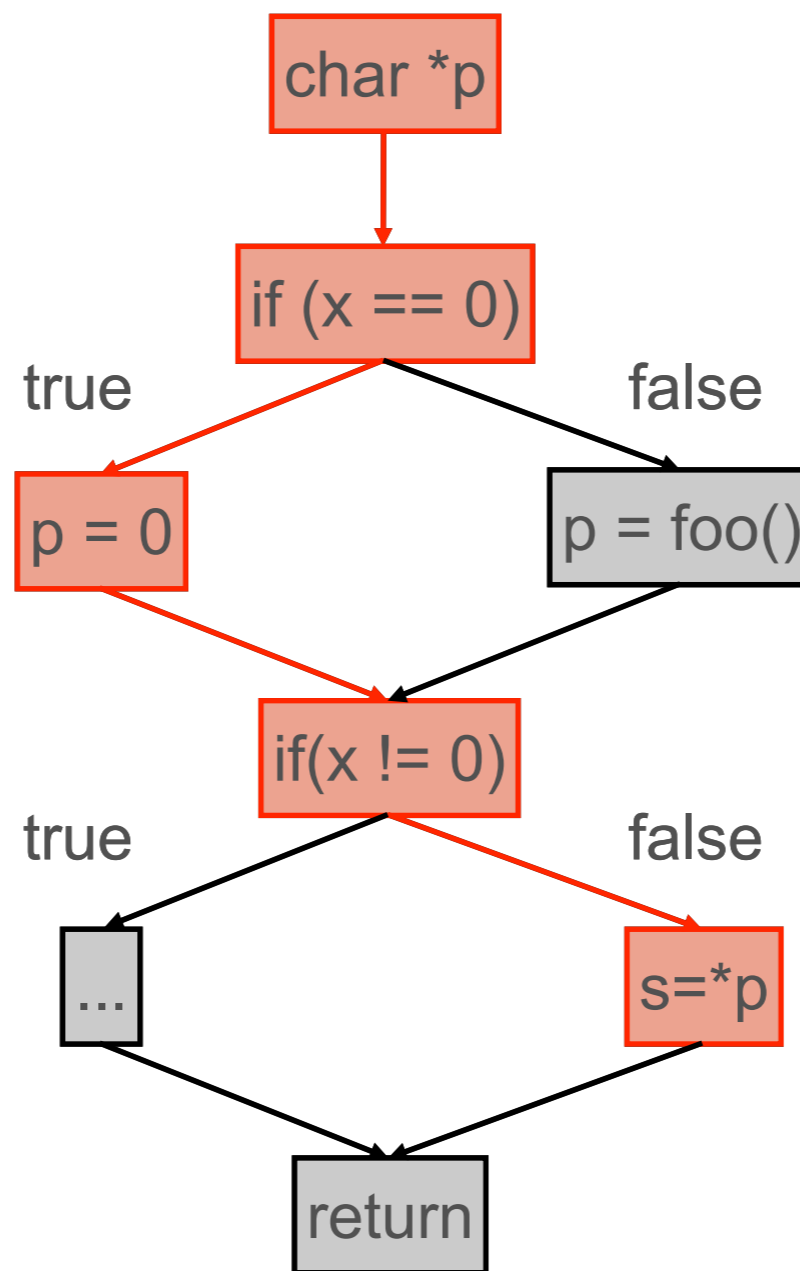 char *p
if (x == 0)
true
false
p = 0
p = foo()
if(x != 0)
true
false
...
s=*p
return